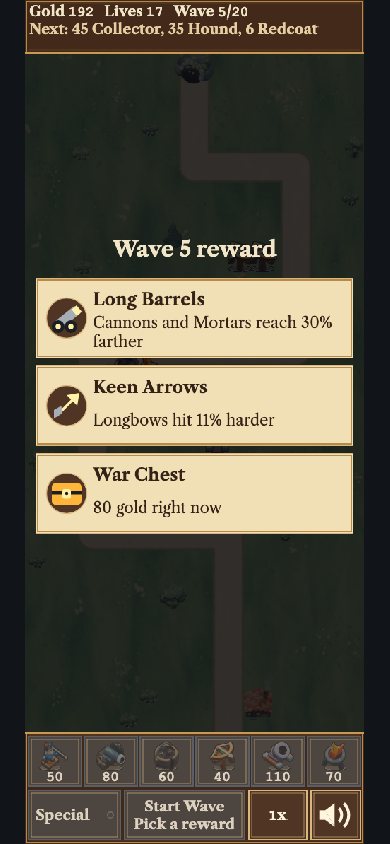 Gold 192 Lives 17 Wave 5/20
Next: 45 Collector, 35 Hound, 6 Redcoat
Wave 5 reward
Long Barrels
Cannons and Mortars reach 30%
farther
Keen Arrows
Longbows hit 11% harder
War Chest
80 gold right now
50 80 60 40 110 70
Special
Start Wave
Pick a reward
1x